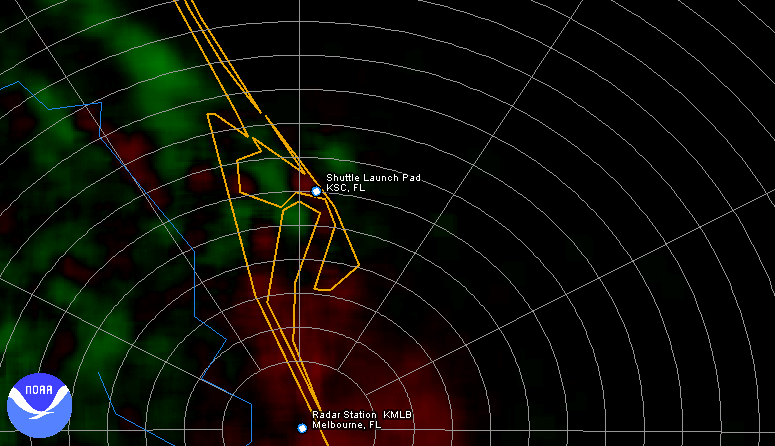 Shuttle Launch Pad
KSC, FL
NOAA
Radar Station KMLB
Melbourne, FL